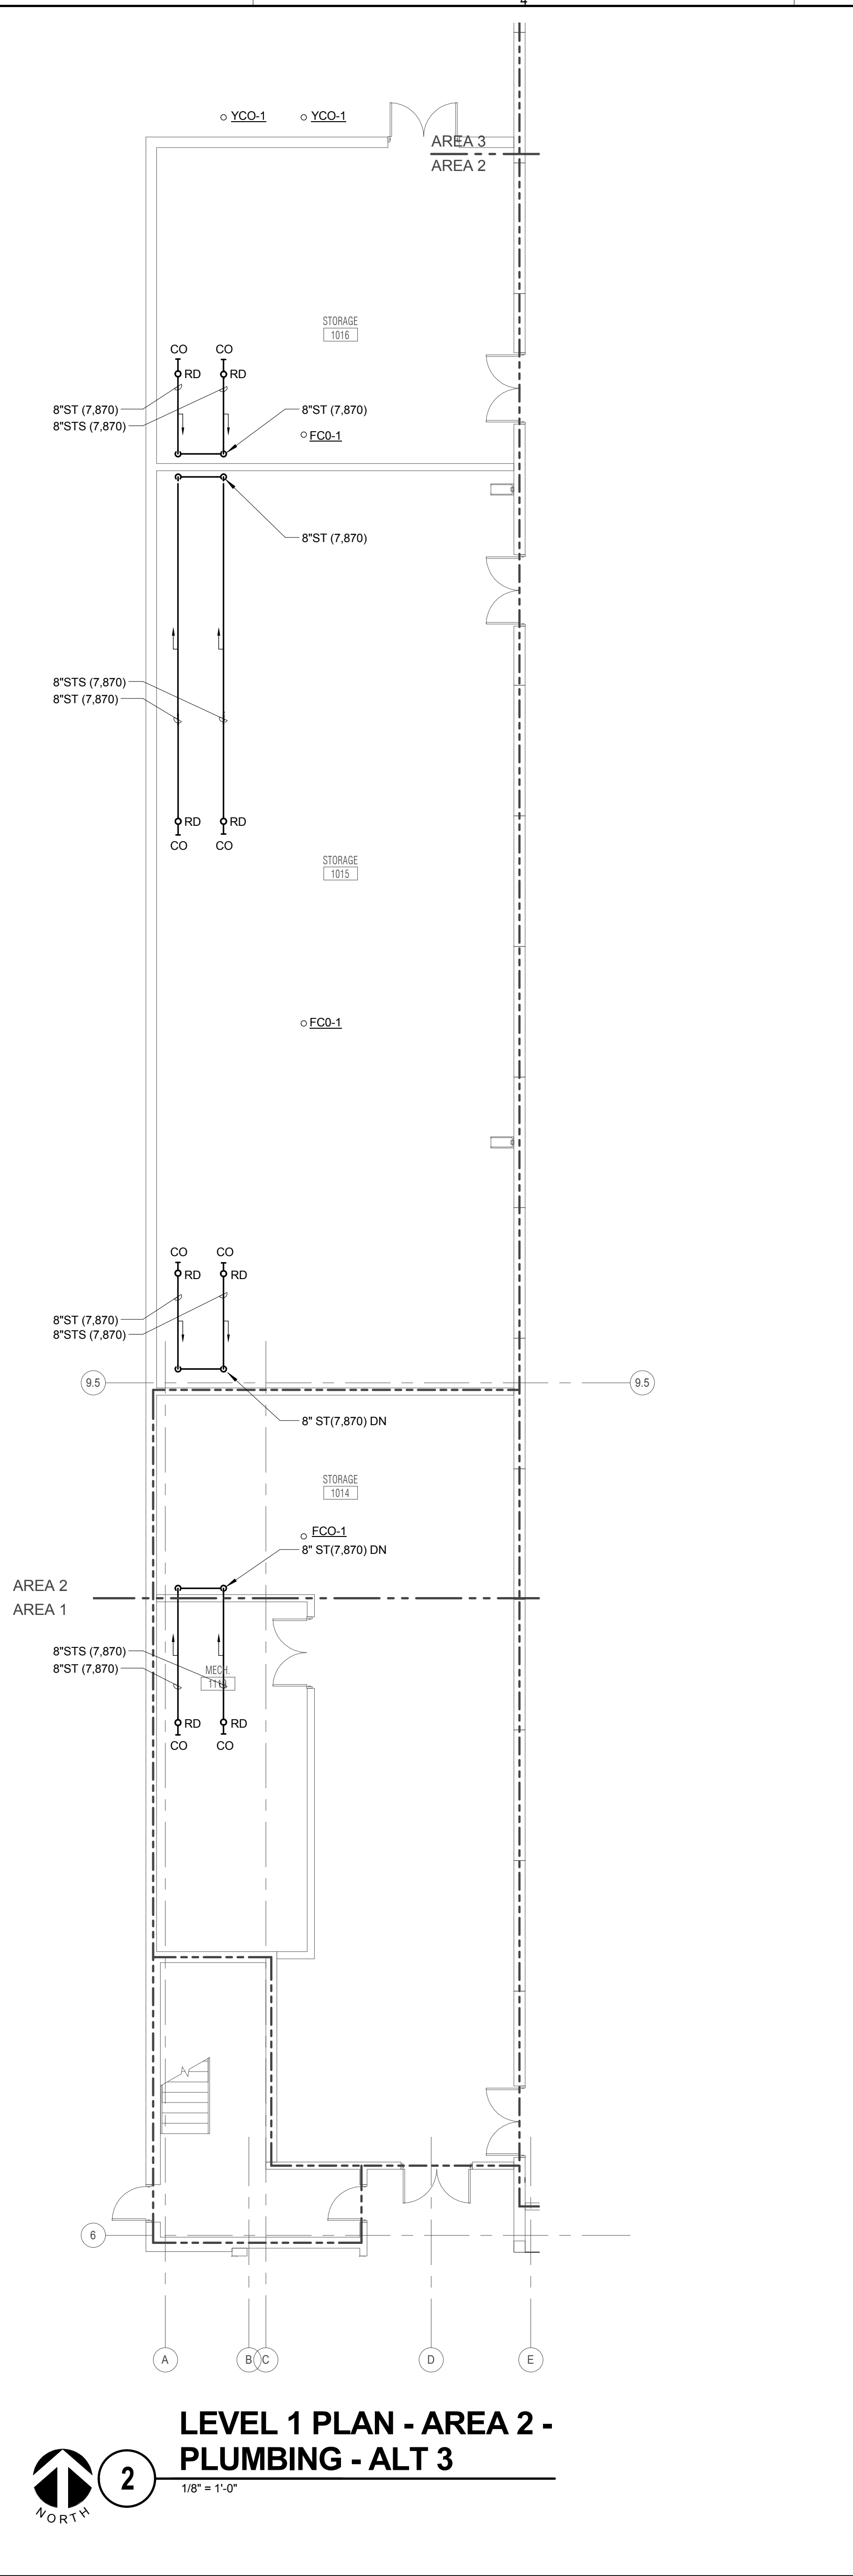 4
YCO-1
YCO-1
AREA 3
AREA 2
STORAGE
1016
CO
CO
RD
RD
8"ST (7,870)
8"STS (7,870)
8"ST (7,870)
FC0-1
8"ST (7,870)
8"STS (7,870)
8"ST (7,870)
RD
RD
CO
CO
STORAGE
1015
FC0-1
CO
CO
RD
RD
8"ST (7,870)
8"STS (7,870)
9.5
9.5
8" ST(7,870) DN
STORAGE
1014
FCO-1
8" ST(7,870) DN
AREA 2
AREA 1
8"STS (7,870)
8"ST (7,870)
MECH.
RD
RD
CO
CO
6
A
B
C
D
E
LEVEL 1 PLAN - AREA 2 -
PLUMBING - ALT 3
2
1/8" = 1'-0"
NORTH